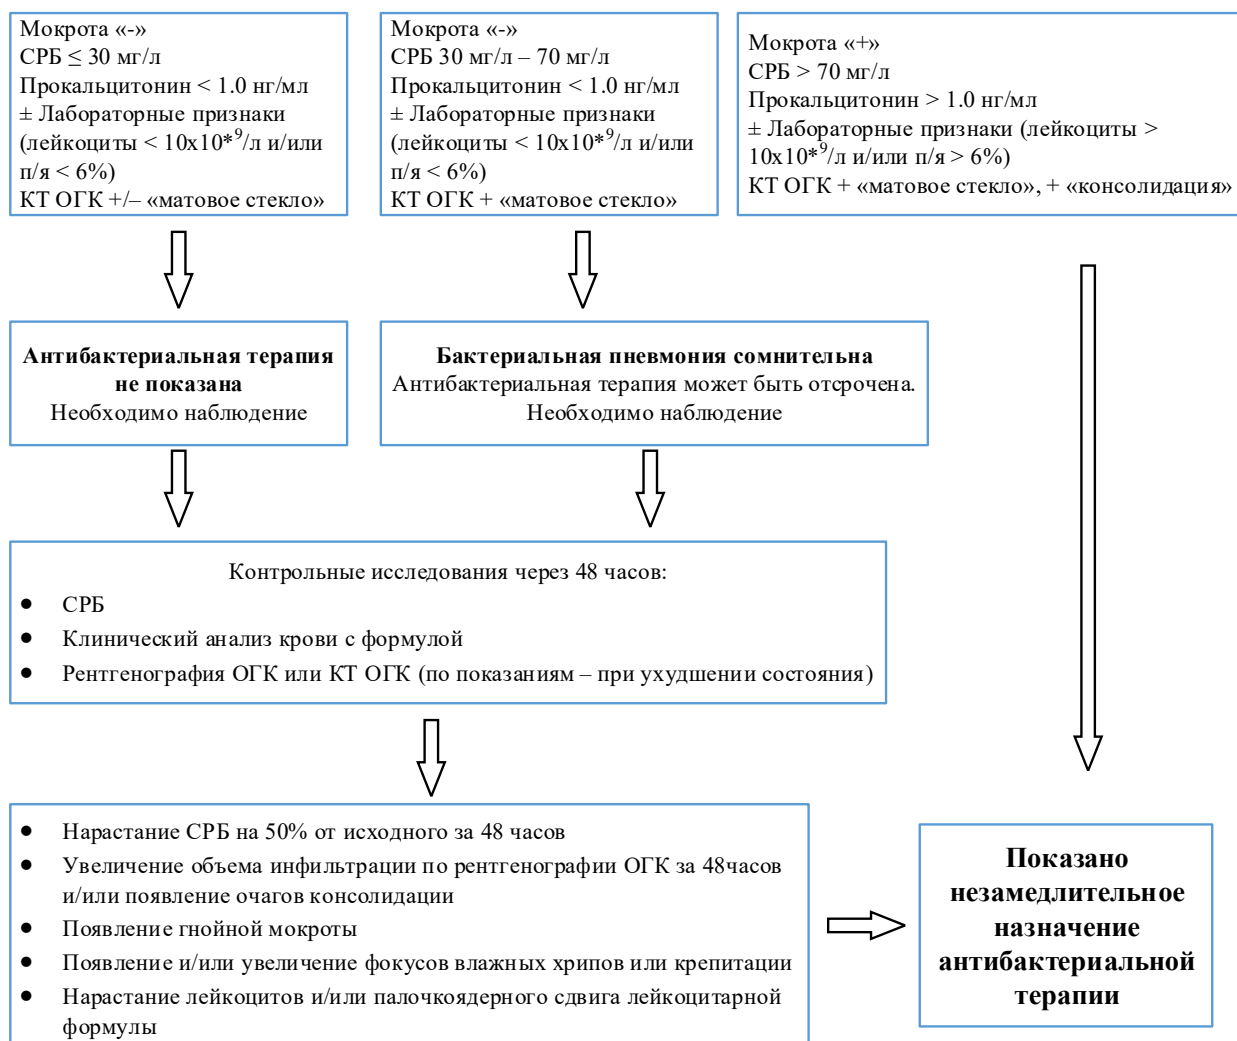 Мокрота «-»
СРБ ≤ 30 мг/л
Прокальцитонин < 1.0 нг/мл
± Лабораторные признаки
(лейкоциты < 10x10*⁹/л и/или
п/я < 6%)
КТ ОГК +/– «матовое стекло»
Мокрота «-»
СРБ 30 мг/л – 70 мг/л
Прокальцитонин < 1.0 нг/мл
± Лабораторные признаки
(лейкоциты < 10x10*⁹/л и/или
п/я < 6%)
КТ ОГК + «матовое стекло»
Мокрота «+»
СРБ > 70 мг/л
Прокальцитонин > 1.0 нг/мл
± Лабораторные признаки (лейкоциты >
10x10*⁹/л и/или п/я > 6%)
КТ ОГК + «матовое стекло», + «консолидация»
Антибактериальная терапия
не показана
Необходимо наблюдение
Бактериальная пневмония сомнительна
Антибактериальная терапия может быть отсрочена.
Необходимо наблюдение
Контрольные исследования через 48 часов:
• СРБ
• Клинический анализ крови с формулой
• Рентгенография ОГК или КТ ОГК (по показаниям – при ухудшении состояния)
• Нарастание СРБ на 50% от исходного за 48 часов
• Увеличение объема инфильтрации по рентгенографии ОГК за 48часов
и/или появление очагов консолидации
• Появление гнойной мокроты
• Появление и/или увеличение фокусов влажных хрипов или крепитации
• Нарастание лейкоцитов и/или палочкоядерного сдвига лейкоцитарной
формулы
Показано
незамедлительное
назначение
антибактериальной
терапии